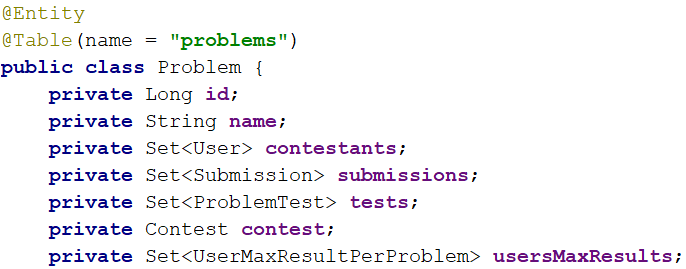 @Entity
@Table(name = "problems")
public class Problem {
    private Long id;
    private String name;
    private Set<User> contestants;
    private Set<Submission> submissions;
    private Set<ProblemTest> tests;
    private Contest contest;
    private Set<UserMaxResultPerProblem> usersMaxResults;